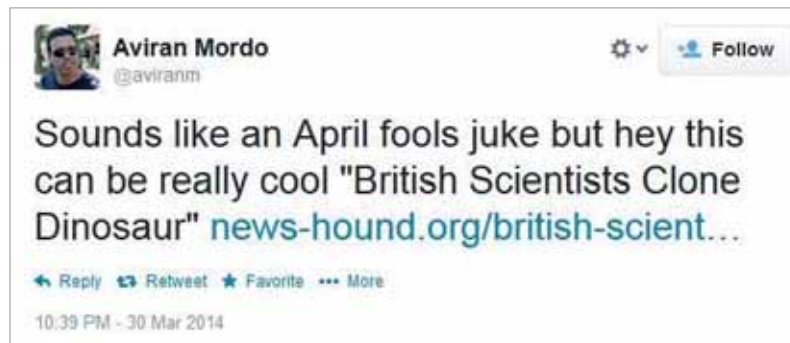 Aviran Mordo
Follow
@aviranm
Sounds like an April fools juke but hey this
can be really cool "British Scientists Clone
Dinosaur" news-hound.org/british-scient...
Reply Retweet Favorite More
10:39 PM - 30 Mar 2014